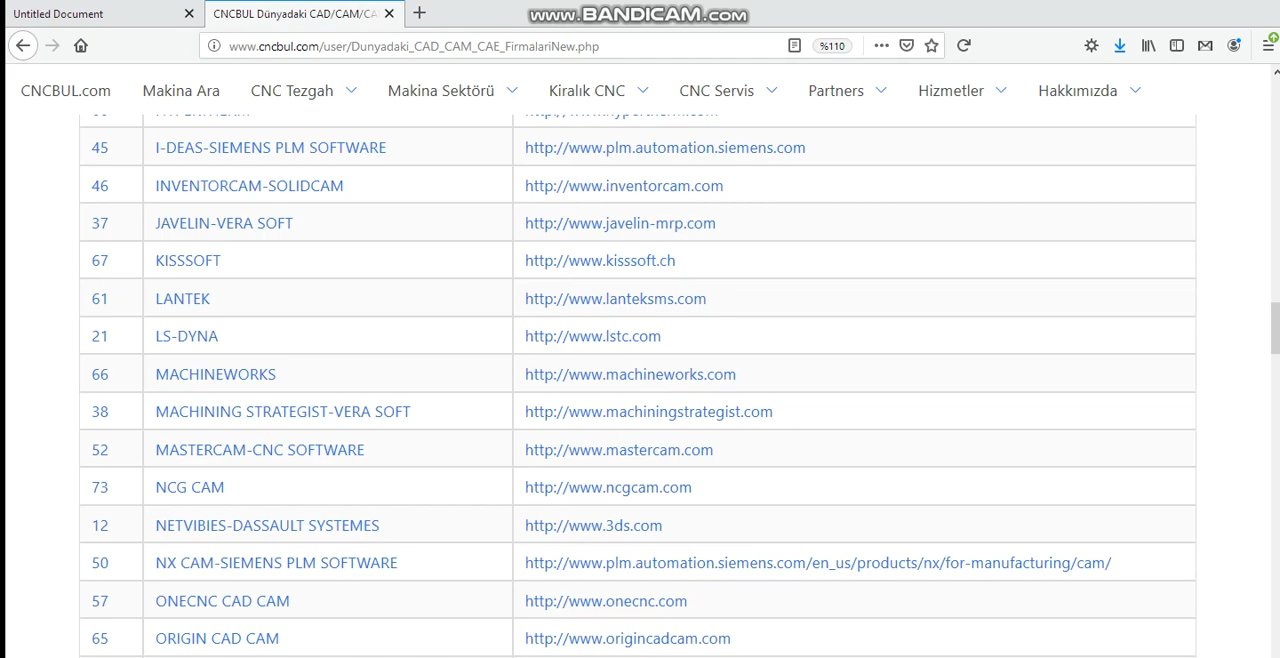 Untitled Document
CNCBUL Dünyadaki CAD/CAM/CA
www.BANDICAM.com
www.cncbul.com/user/Dunyadaki_CAD_CAM_CAE_FirmalariNew.php
%110
CNCBUL.com Makina Ara CNC Tezgah Makina Sektörü Kiralık CNC CNC Servis Partners Hizmetler Hakkımızda
45 I-DEAS-SIEMENS PLM SOFTWARE http://www.plm.automation.siemens.com
46 INVENTORCAM-SOLIDCAM http://www.inventorcam.com
37 JAVELIN-VERA SOFT http://www.javelin-mrp.com
67 KISSSOFT http://www.kisssoft.ch
61 LANTEK http://www.lanteksms.com
21 LS-DYNA http://www.lstc.com
66 MACHINEWORKS http://www.machineworks.com
38 MACHINING STRATEGIST-VERA SOFT http://www.machiningstrategist.com
52 MASTERCAM-CNC SOFTWARE http://www.mastercam.com
73 NCG CAM http://www.ncgcam.com
12 NETVIBIES-DASSAULT SYSTEMES http://www.3ds.com
50 NX CAM-SIEMENS PLM SOFTWARE http://www.plm.automation.siemens.com/en_us/products/nx/for-manufacturing/cam/
57 ONECNC CAD CAM http://www.onecnc.com
65 ORIGIN CAD CAM http://www.origincadcam.com